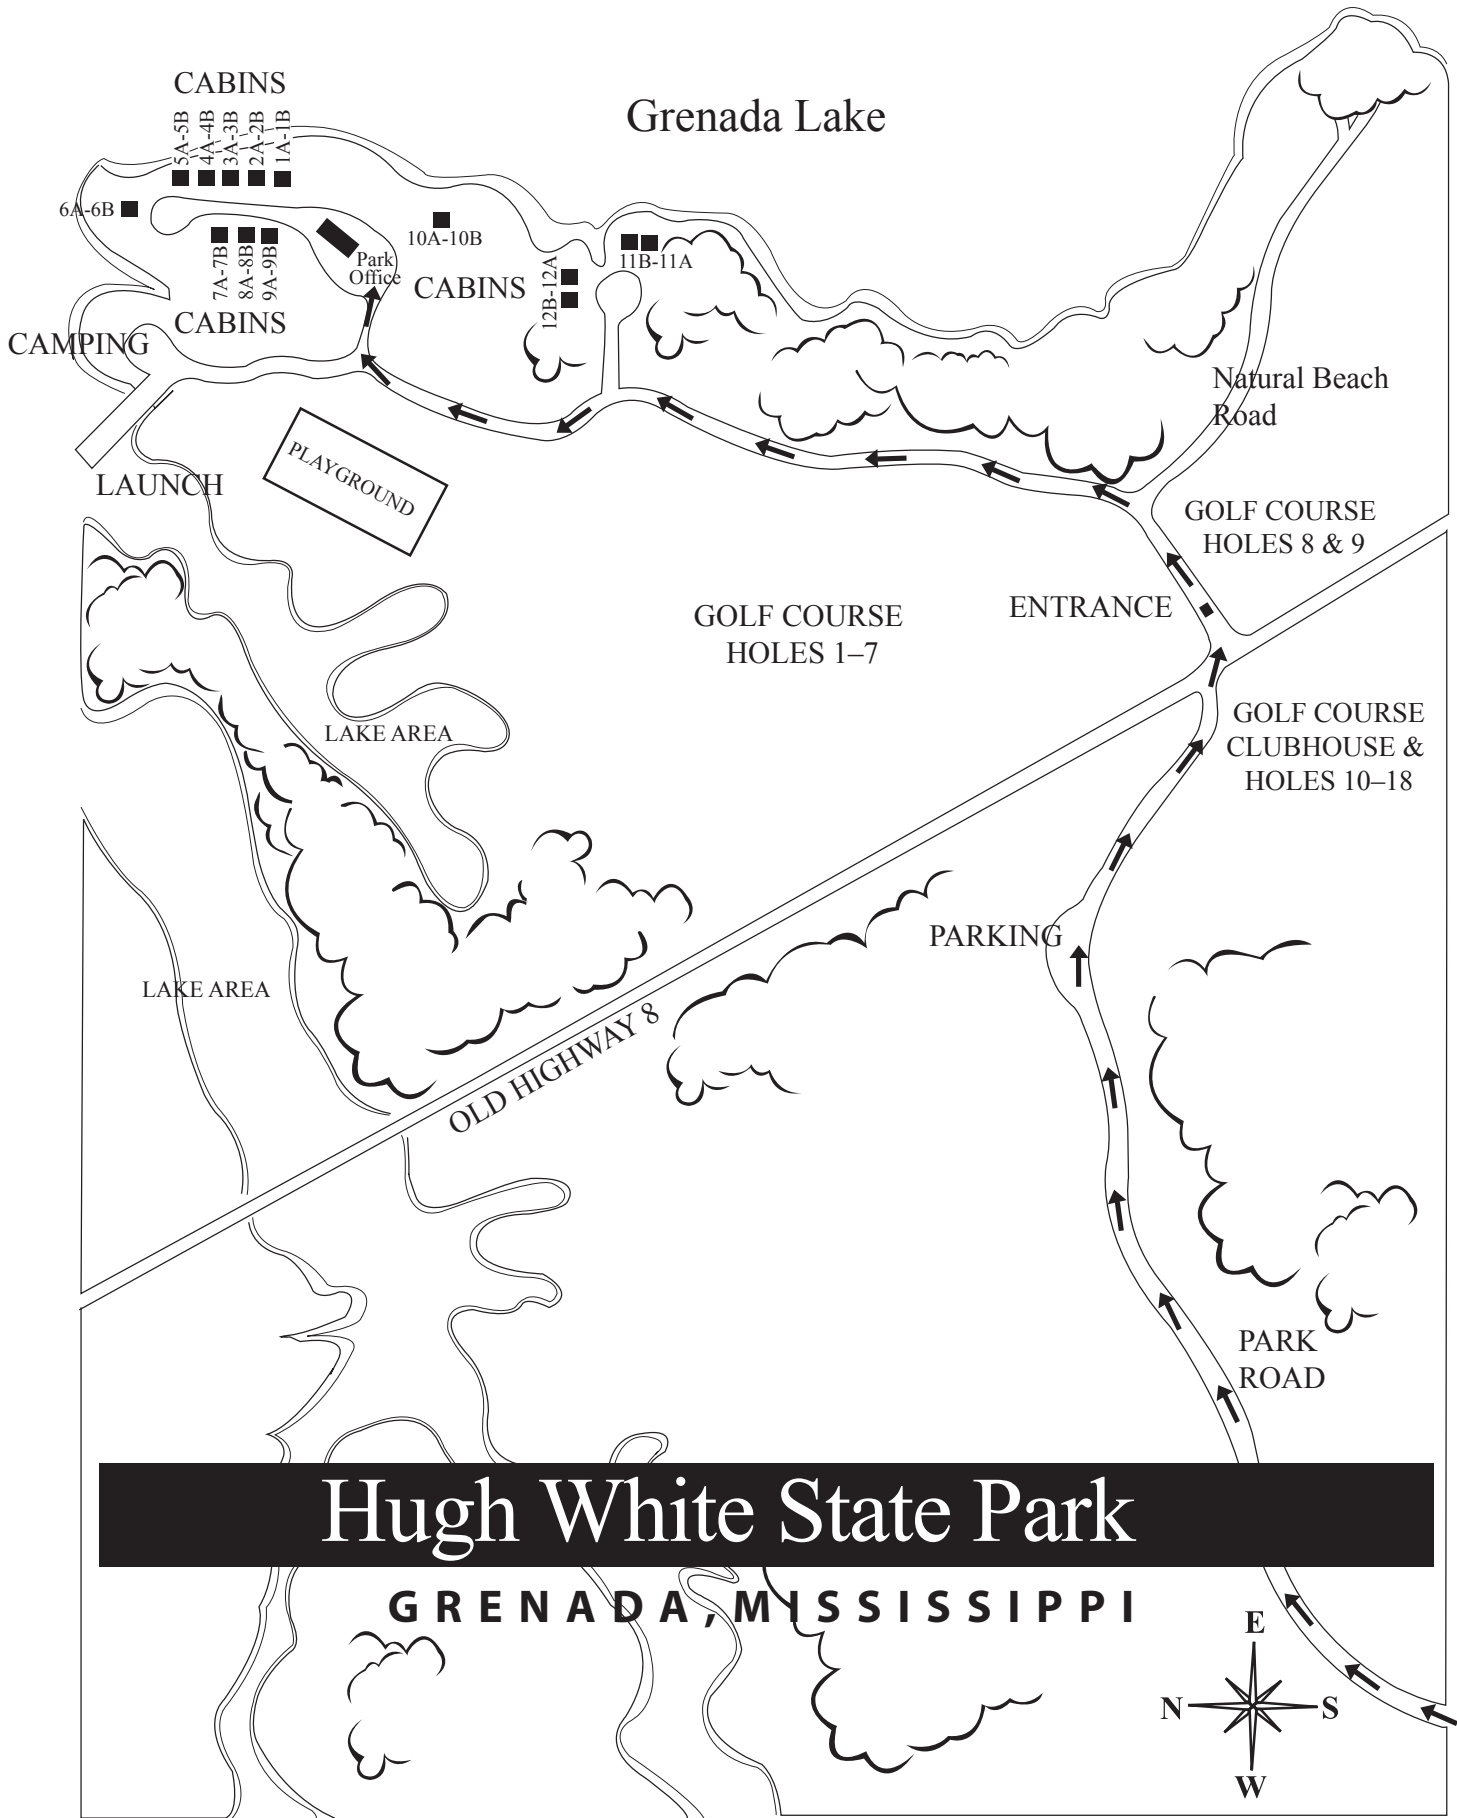 CABINS
Grenada Lake
5A-5B
4A-4B
3A-3B
2A-2B
1A-1B
6A-6B
7A-7B
8A-8B
9A-9B
Park
Office
10A-10B
CABINS
12B-12A
11B-11A
CABINS
CAMPING
Natural Beach
Road
PLAYGROUND
LAUNCH
GOLF COURSE
HOLES 8 & 9
ENTRANCE
GOLF COURSE
HOLES 1–7
LAKE AREA
GOLF COURSE
CLUBHOUSE &
HOLES 10–18
PARKING
LAKE AREA
OLD HIGHWAY 8
PARK
ROAD
Hugh White State Park
GRENADA, MISSISSIPPI
E
N
S
W